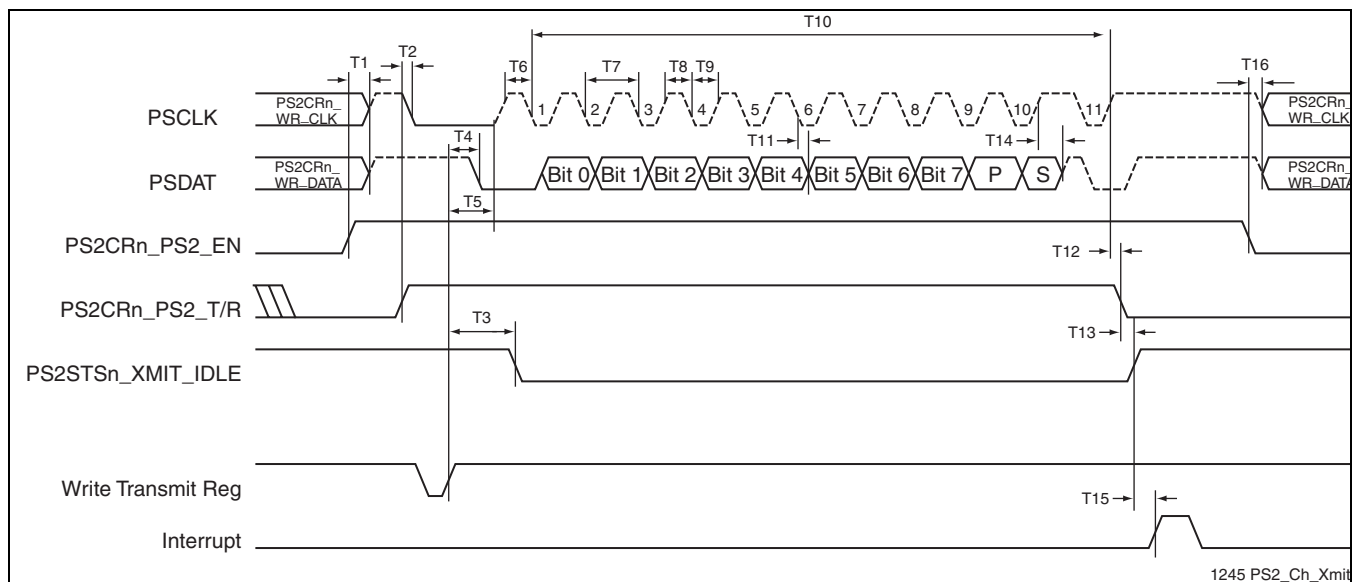 T10
T1
T2
T6
T7
T8
T9
T16
PSCLK
PS2CRn_
WR_CLK
1
2
3
4
5
6
7
8
9
10
11
PS2CRn_
WR_CLK
T4
T11
T14
PSDAT
PS2CRn_
WR_DATA
Bit 0
Bit 1
Bit 2
Bit 3
Bit 4
Bit 5
Bit 6
Bit 7
P
S
PS2CRn_
WR_DATA
T5
PS2CRn_PS2_EN
T12
PS2CRn_PS2_T/R
T3
T13
PS2STSn_XMIT_IDLE
Write Transmit Reg
T15
Interrupt
1245 PS2_Ch_Xmit